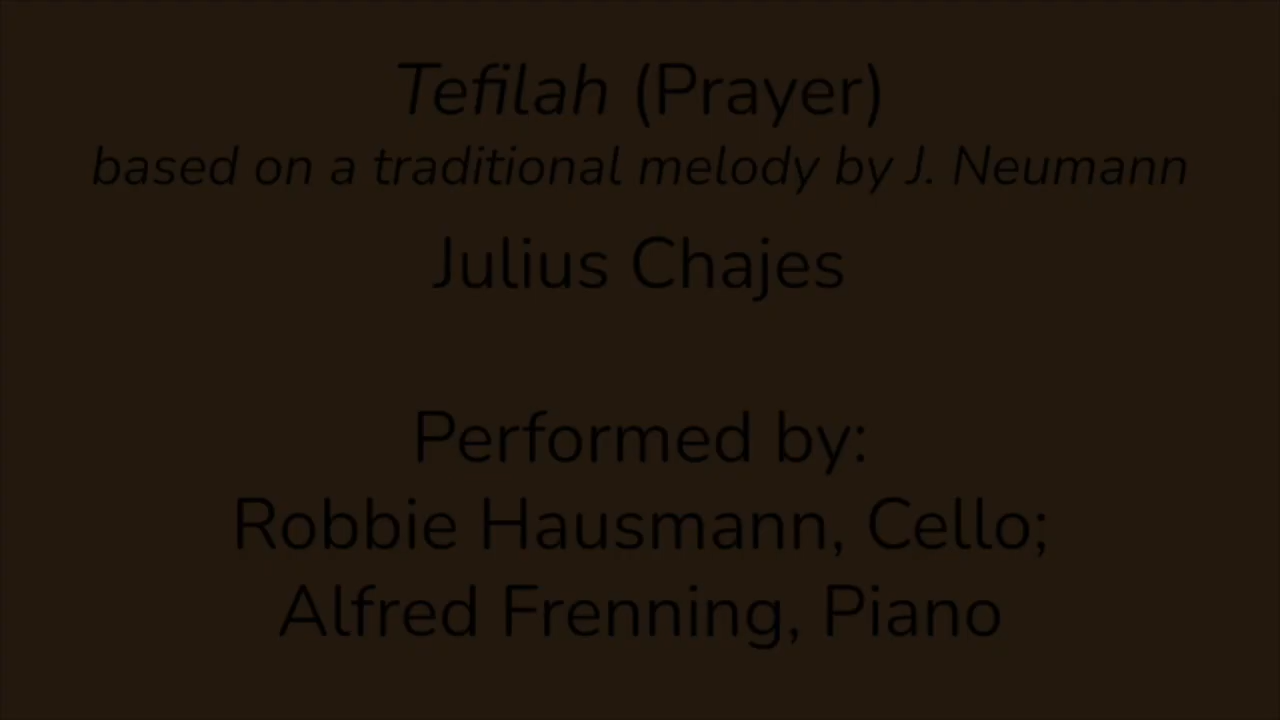 Tefilah (Prayer)
based on a traditional melody by J. Neumann
Julius Chajes
Performed by:
Robbie Hausmann, Cello;
Alfred Frenning, Piano